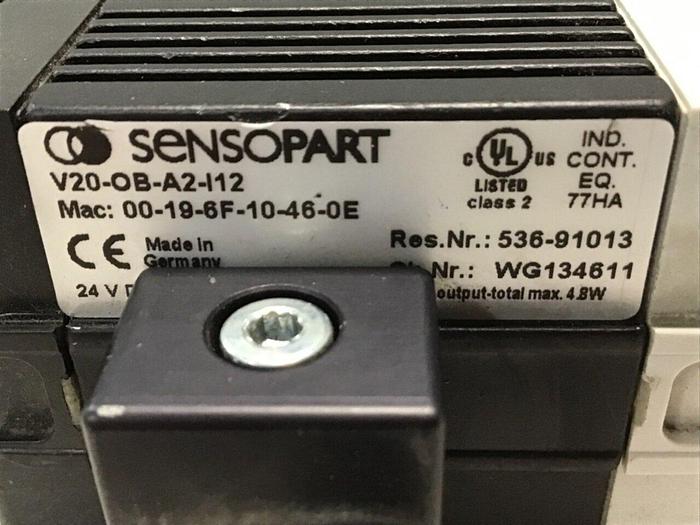 SENSOPART
V20-OB-A2-I12
Mac: 00-19-6F-10-46-0E
CE Made in
Germany
24 V
c UL US
LISTED
class 2
IND.
CONT.
EQ.
77HA
Res.Nr.: 536-91013
Nr.: WG134611
output-total max. 4.8W